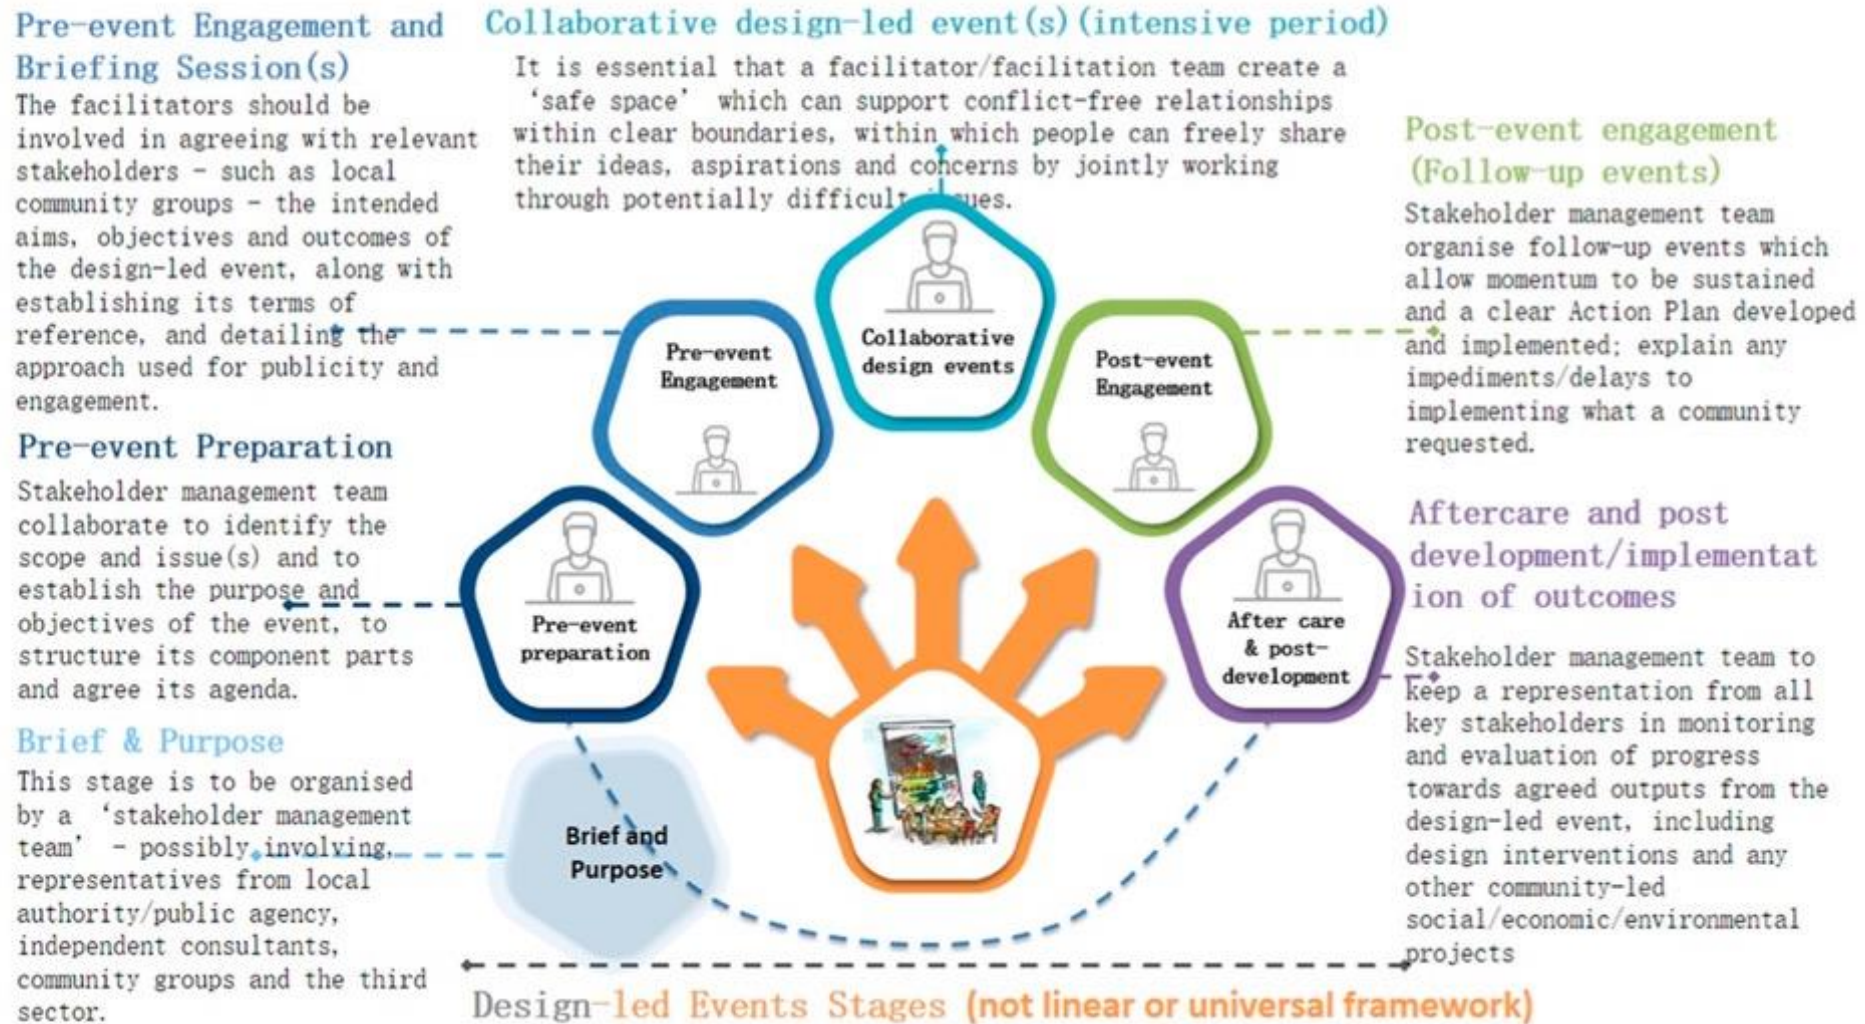 Pre-event Engagement and
Briefing Session(s)
The facilitators should be
involved in agreeing with relevant
stakeholders - such as local
community groups - the intended
aims, objectives and outcomes of
the design-led event, along with
establishing its terms of
reference, and detailing the
approach used for publicity and
engagement.
Pre-event Preparation
Stakeholder management team
collaborate to identify the
scope and issue(s) and to
establish the purpose and
objectives of the event, to
structure its component parts
and agree its agenda.
Brief & Purpose
This stage is to be organised
by a ‘stakeholder management
team’ - possibly involving,
representatives from local
authority/public agency,
independent consultants,
community groups and the third
sector.
Collaborative design-led event(s)(intensive period)
It is essential that a facilitator/facilitation team create a
‘safe space’ which can support conflict-free relationships
within clear boundaries, within which people can freely share
their ideas, aspirations and concerns by jointly working
through potentially difficult
Collaborative
design events
Pre-event
Engagement
Post-event
Engagement
Pre-event
preparation
After care
& post-
development
Brief and
Purpose
Post-event engagement
(Follow-up events)
Stakeholder management team
organise follow-up events which
allow momentum to be sustained
and a clear Action Plan developed
and implemented; explain any
impediments/delays to
implementing what a community
requested.
Aftercare and post
development/implementat
ion of outcomes
Stakeholder management team to
keep a representation from all
key stakeholders in monitoring
and evaluation of progress
towards agreed outputs from the
design-led event, including
design interventions and any
other community-led
social/economic/environmental
projects
Design-led Events Stages (not linear or universal framework)